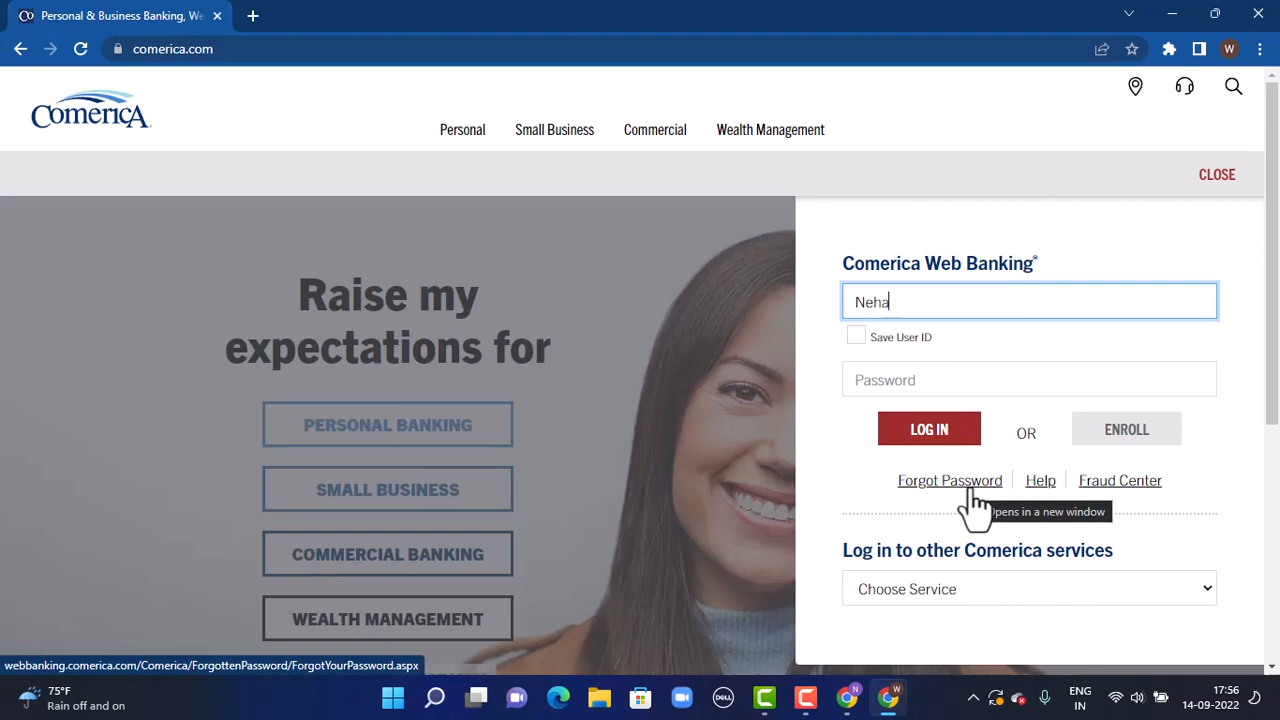 Personal & Business Banking, We
comerica.com
W
Comerica
Personal
Small Business
Commercial
Wealth Management
CLOSE
Raise my
expectations for
PERSONAL BANKING
SMALL BUSINESS
COMMERCIAL BANKING
WEALTH MANAGEMENT
Comerica Web Banking®
Neha
Save User ID
Password
LOG IN
OR
ENROLL
Forgot Password
Help
Fraud Center
Opens in a new window
Log in to other Comerica services
Choose Service
webbanking.comerica.com/Comerica/ForgottenPassword/ForgotYourPassword.aspx
75°F
Rain off and on
DELL
N
W
ENG
IN
17:56
14-09-2022